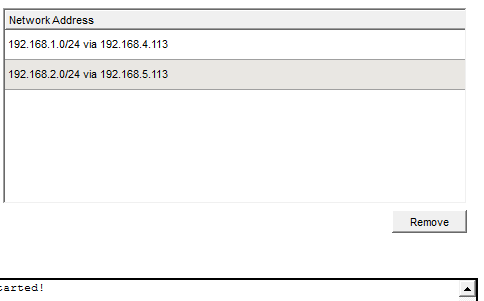 Network Address
192.168.1.0/24 via 192.168.4.113
192.168.2.0/24 via 192.168.5.113
Remove
tarted!